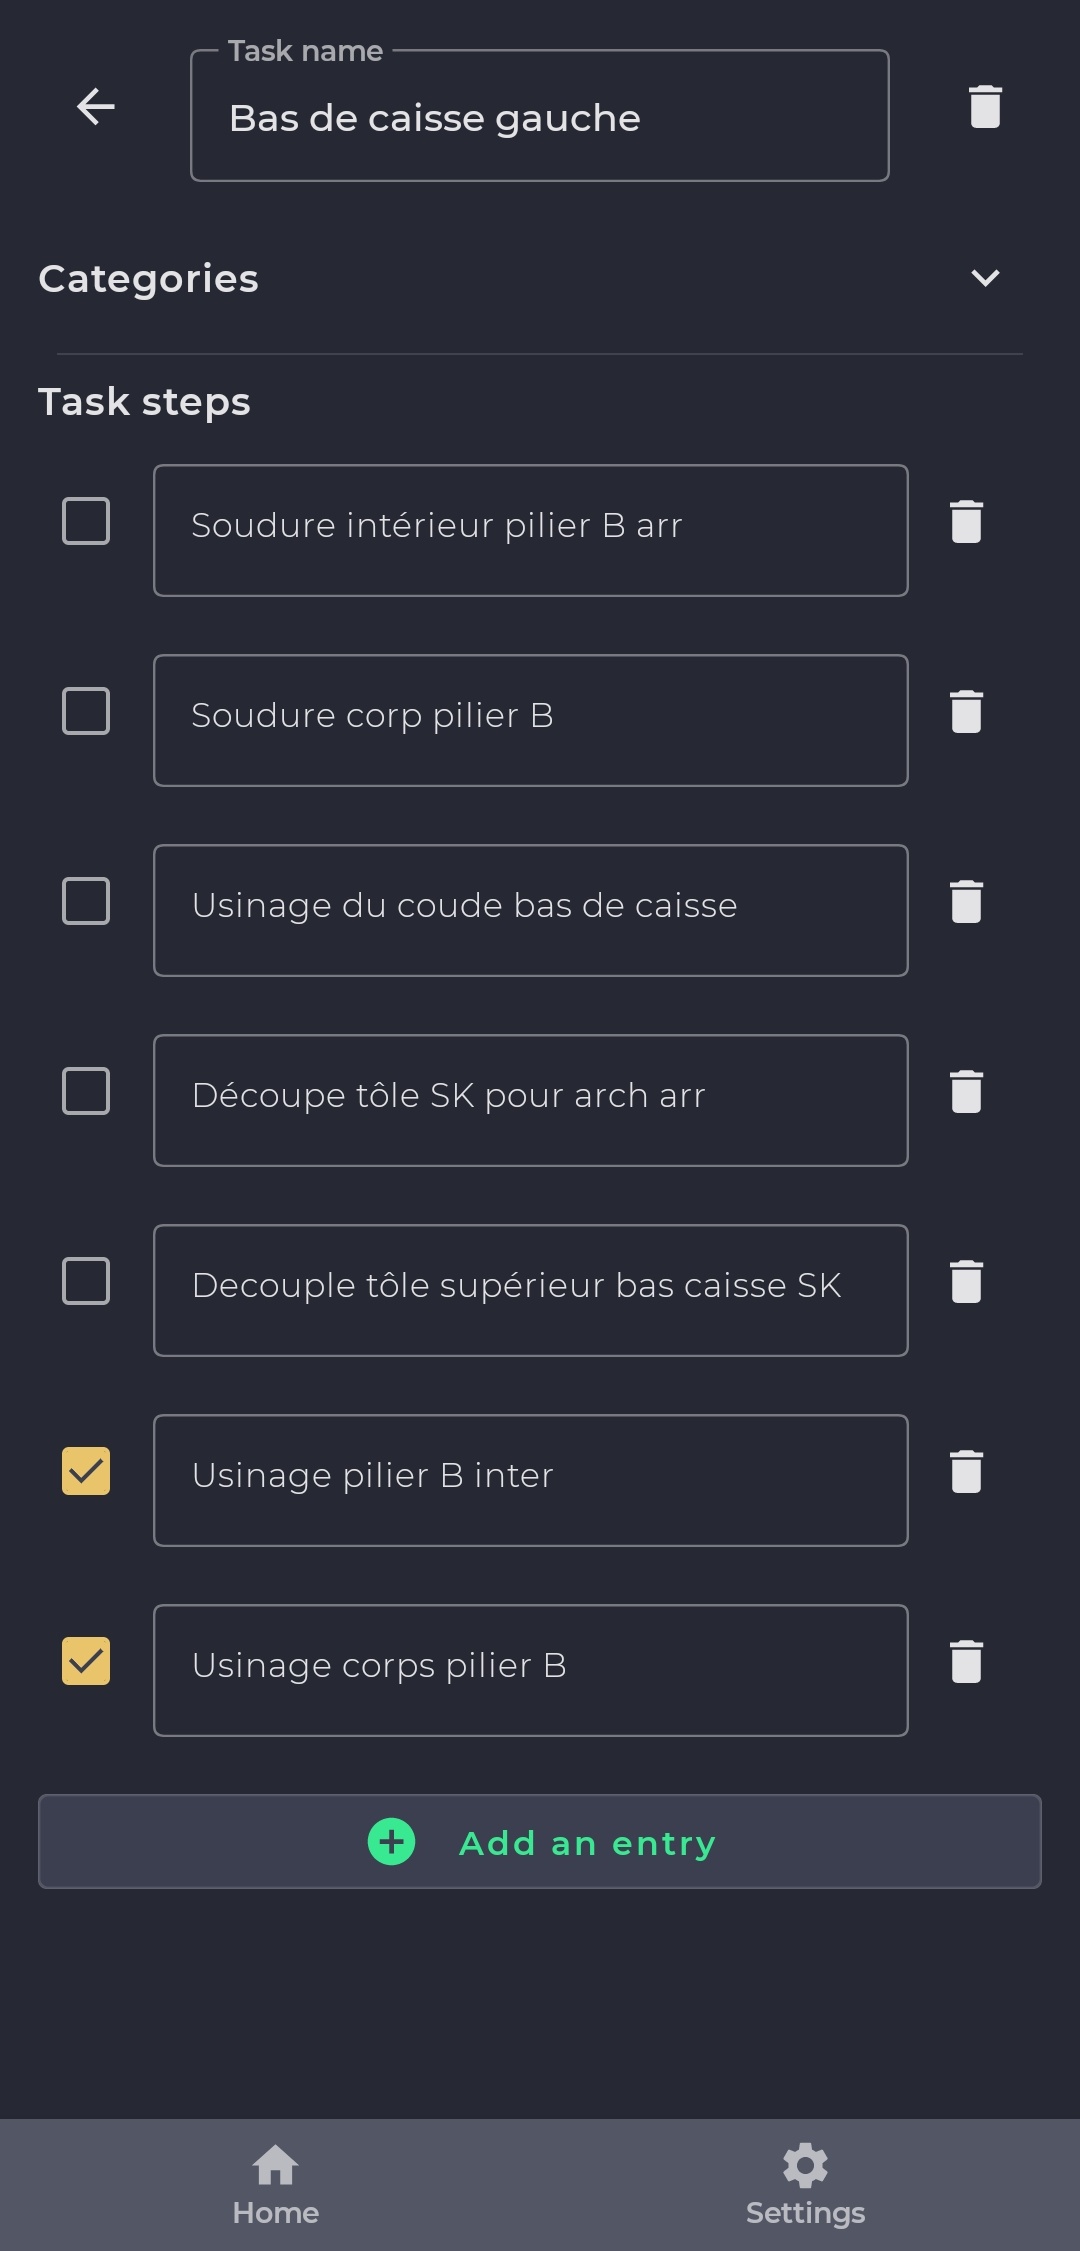 Task name
Bas de caisse gauche
Categories
Task steps
Soudure intérieur pilier B arr
Soudure corp pilier B
Usinage du coude bas de caisse
Découpe tôle SK pour arch arr
Decouple tôle supérieur bas caisse SK
Usinage pilier B inter
Usinage corps pilier B
Add an entry
Home
Settings